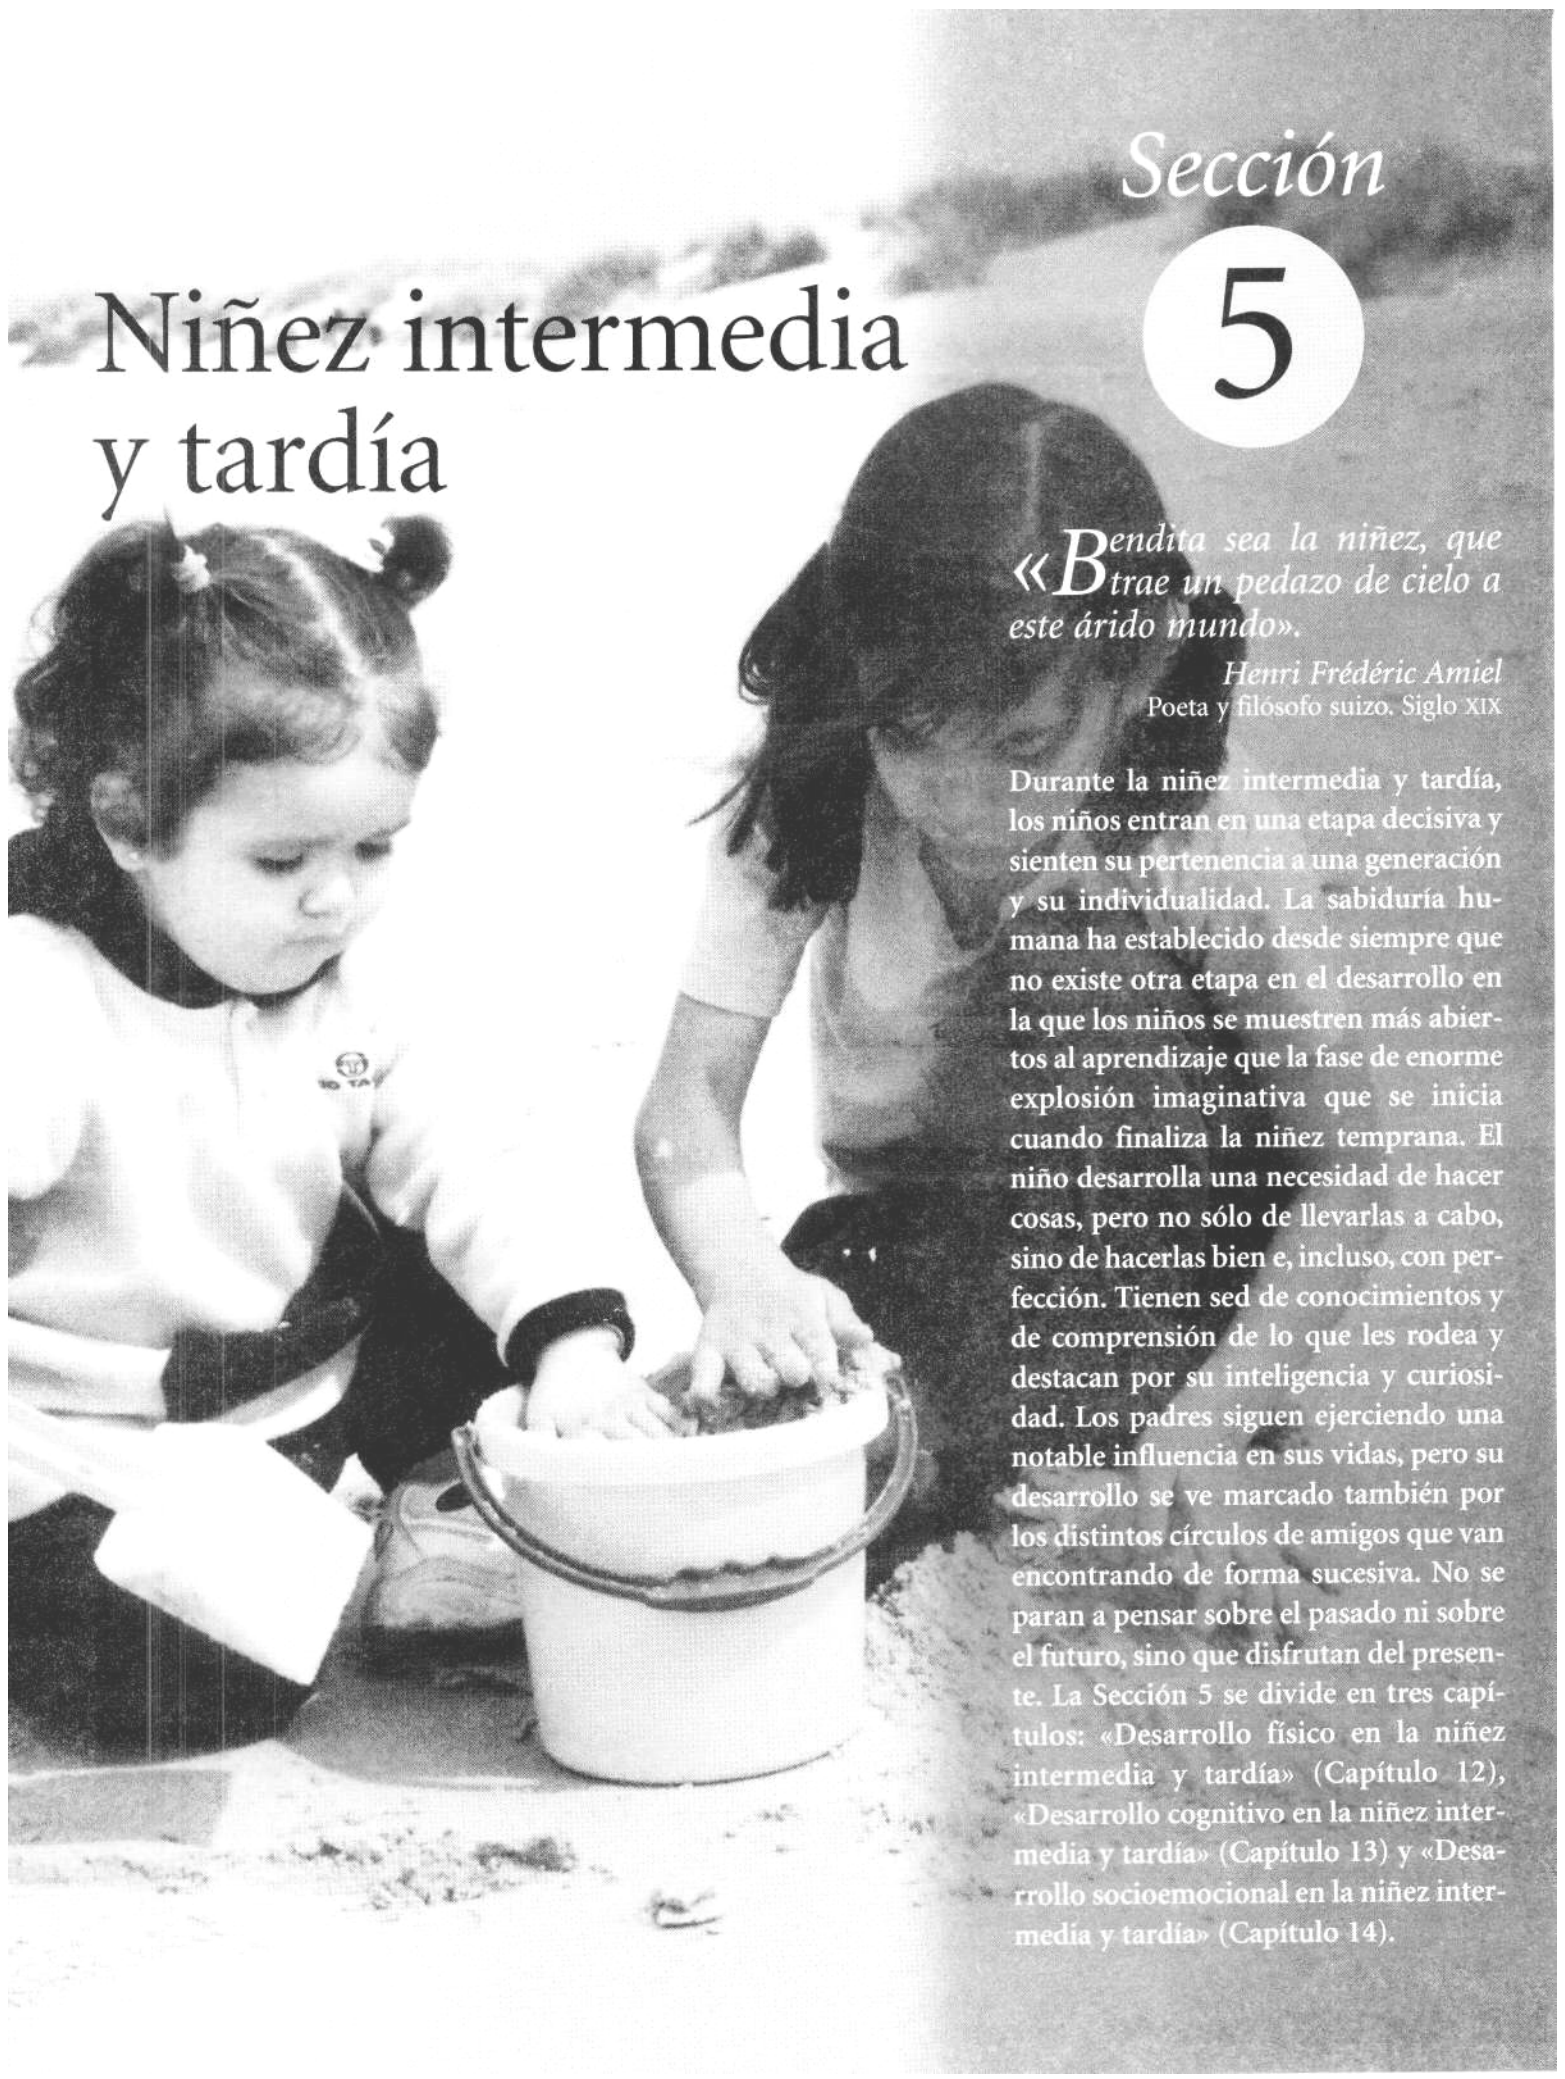 Sección
5
Niñez intermedia
y tardía
«Bendita sea la niñez, que
trae un pedazo de cielo a
este árido mundo».
Henri Frédéric Amiel
Poeta y filósofo suizo. Siglo XIX
Durante la niñez intermedia y tardía,
los niños entran en una etapa decisiva y
sienten su pertenencia a una generación
y su individualidad. La sabiduría hu-
mana ha establecido desde siempre que
no existe otra etapa en el desarrollo en
la que los niños se muestren más abier-
tos al aprendizaje que la fase de enorme
explosión imaginativa que se inicia
cuando finaliza la niñez temprana. El
niño desarrolla una necesidad de hacer
cosas, pero no sólo de llevarlas a cabo,
sino de hacerlas bien e, incluso, con per-
fección. Tienen sed de conocimientos y
de comprensión de lo que les rodea y
destacan por su inteligencia y curiosi-
dad. Los padres siguen ejerciendo una
notable influencia en sus vidas, pero su
desarrollo se ve marcado también por
los distintos círculos de amigos que van
encontrando de forma sucesiva. No se
paran a pensar sobre el pasado ni sobre
el futuro, sino que disfrutan del presen-
te. La Sección 5 se divide en tres capí-
tulos: «Desarrollo físico en la niñez
intermedia y tardía» (Capítulo 12),
«Desarrollo cognitivo en la niñez inter-
media y tardía» (Capítulo 13) y «Desa-
rrollo socioemocional en la niñez inter-
media y tardía» (Capítulo 14).